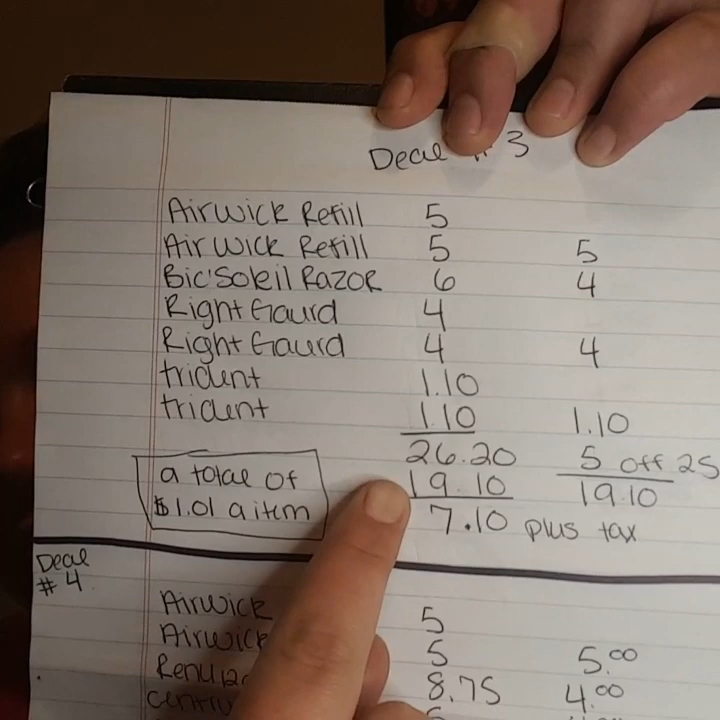 Deal # 3
Airwick Refill 5
Air Wick Refill 5 5
Bic Soleil Razor 6 4
Right Gaurd 4
Right Gaurd 4 4
trident 1.10
trident 1.10 1.10
26.20 5 off 25
19.10 19.10
7.10 plus tax
a total of
$1.01 a item
Deal
# 4
Airwick 5
Airwick 5 5.00
8.75 4.00